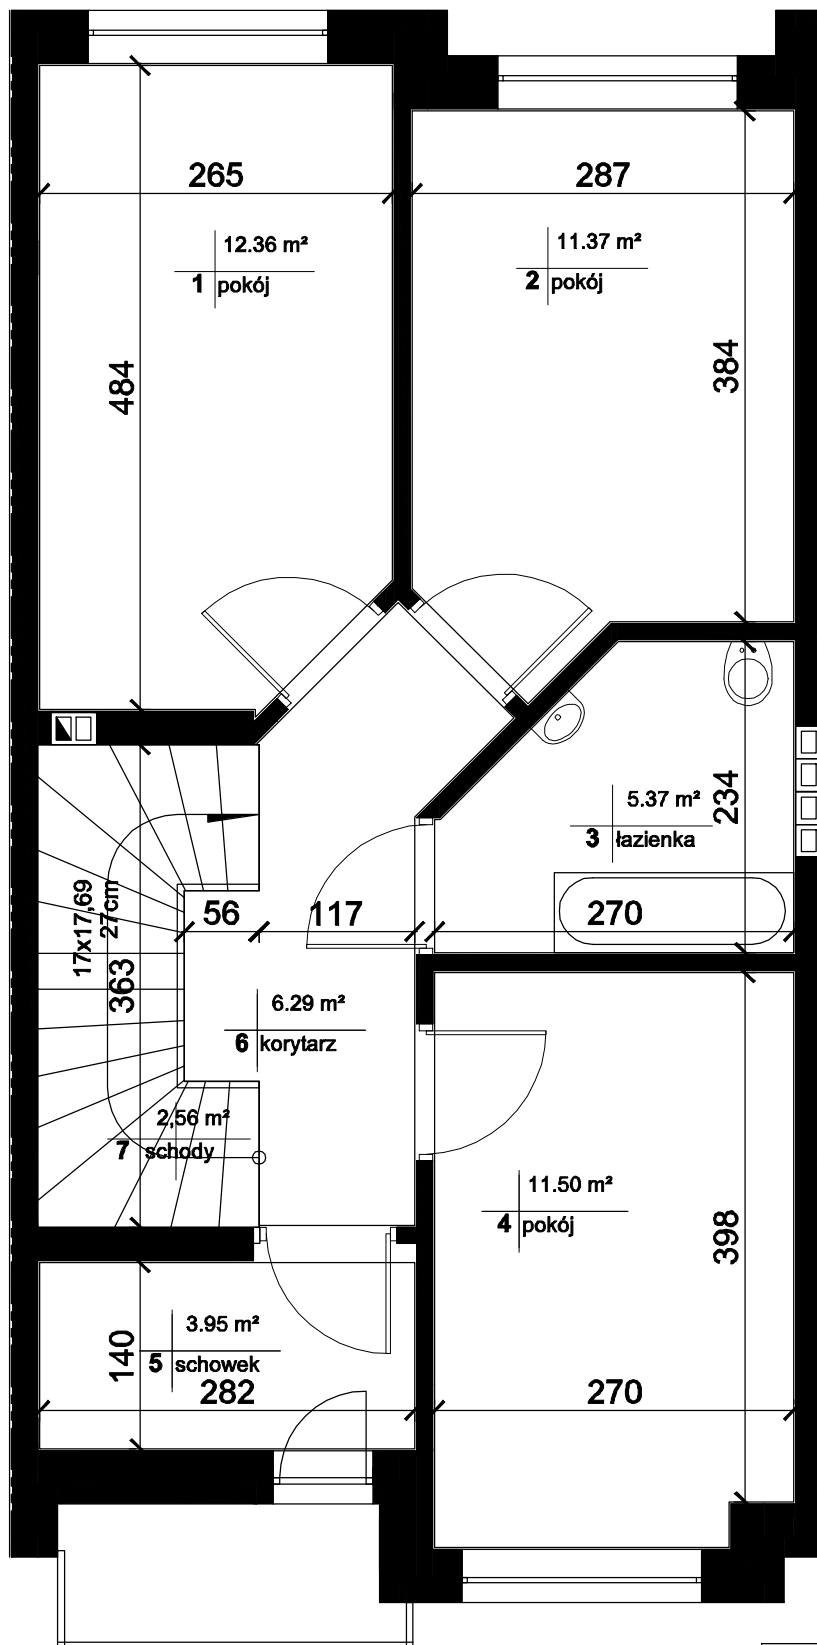 265
287
12.36 m²
1 pokój
11.37 m²
2 pokój
484
384
5.37 m²
3 łazienka
234
17x17,69
27cm
363
56
117
270
6.29 m²
6 korytarz
2,56 m²
7 schody
11.50 m²
4 pokój
398
3.95 m²
5 schowek
140
282
270